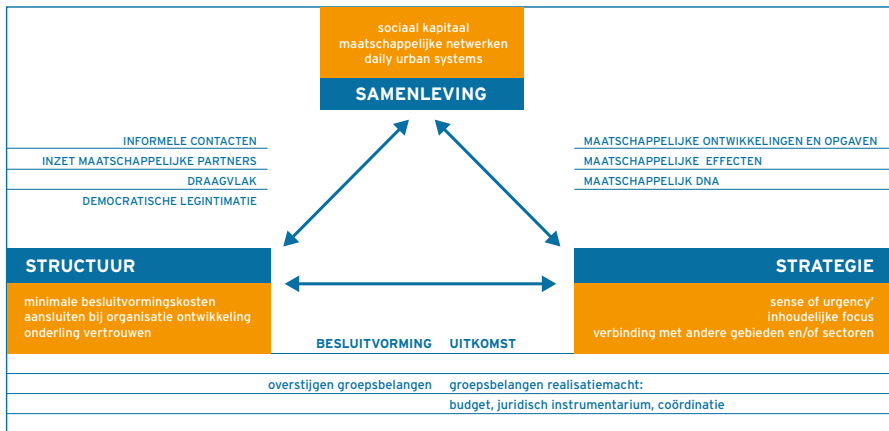 sociaal kapitaal
maatschappelijke netwerken
daily urban systems
SAMENLEVING
INFORMELE CONTACTEN
INZET MAATSCHAPPELIJKE PARTNERS
DRAAGVLAK
DEMOCRATISCHE LEGINTIMATIE
MAATSCHAPPELIJKE ONTWIKKELINGEN EN OPGAVEN
MAATSCHAPPELIJKE EFFECTEN
MAATSCHAPPELIJK DNA
STRUCTUUR
minimale besluitvormingskosten
aansluiten bij organisatie ontwikkeling
onderling vertrouwen
STRATEGIE
sense of urgency'
inhoudelijke focus
verbinding met andere gebieden en/of sectoren
BESLUITVORMING UITKOMST
overstijgen groepsbelangen groepsbelangen realisatiemacht:
budget, juridisch instrumentarium, coördinatie